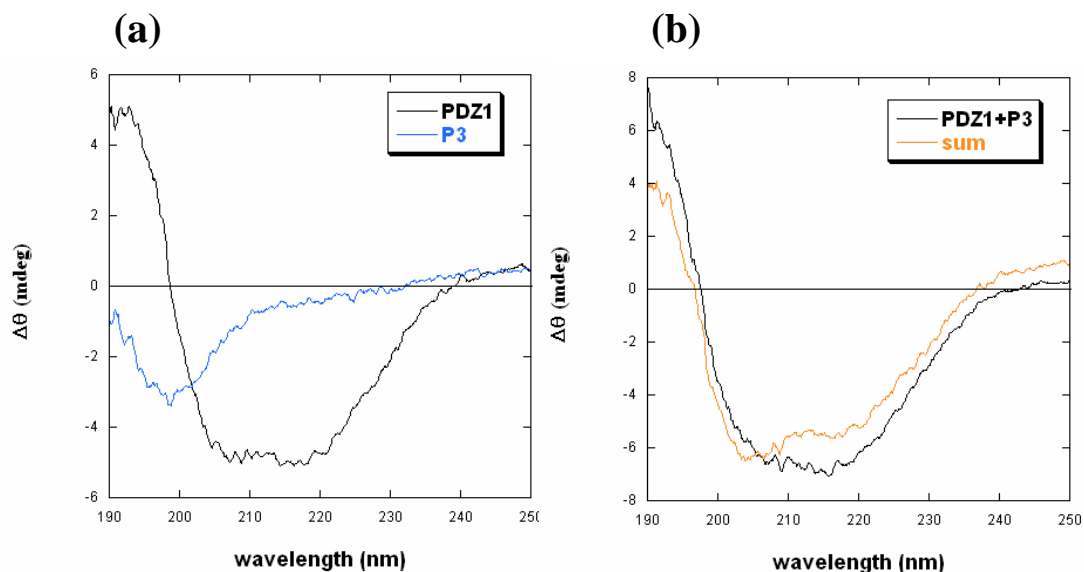 (a)
6
4
2
0
-2
-4
-6
190 200 210 220 230 240 250
Δθ (mdeg)
wavelength (nm)
PDZ1
P3
(b)
8
6
4
2
0
-2
-4
-6
-8
190 200 210 220 230 240 250
Δθ (mdeg)
wavelength (nm)
PDZ1+P3
sum